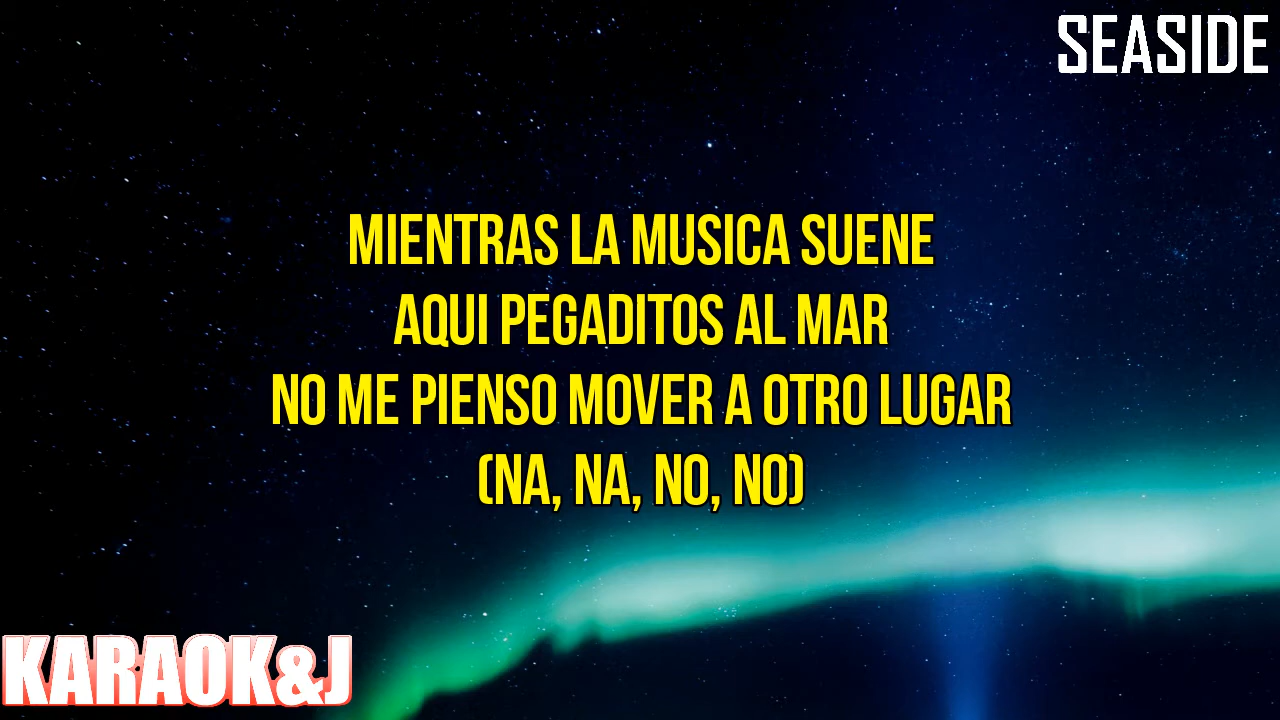 SEASIDE
MIENTRAS LA MUSICA SUENE
AQUI PEGADITOS AL MAR
NO ME PIENSO MOVER A OTRO LUGAR
(NA, NA, NO, NO)
KARAOK&J